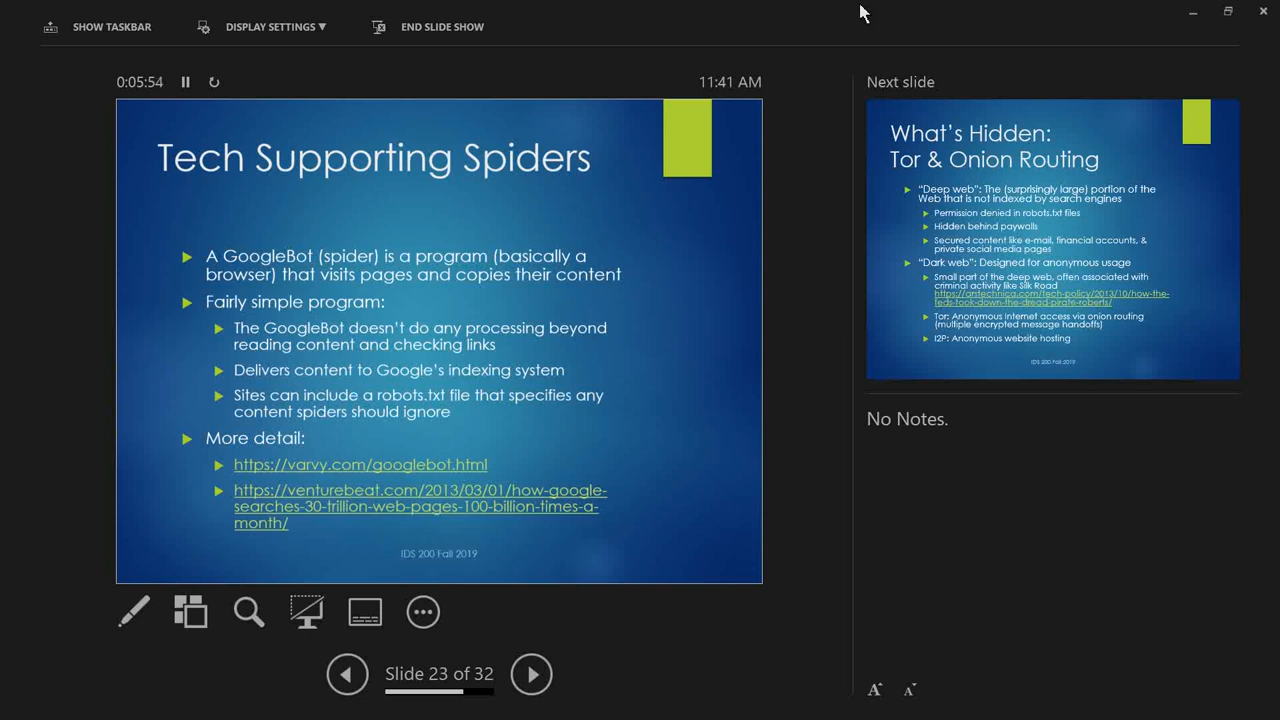 SHOW TASKBAR
DISPLAY SETTINGS ▼
END SLIDE SHOW
0:05:54
11:41 AM
Tech Supporting Spiders
A GoogleBot (spider) is a program (basically a
browser) that visits pages and copies their content
Fairly simple program:
The GoogleBot doesn't do any processing beyond
reading content and checking links
Delivers content to Google's indexing system
Sites can include a robots.txt file that specifies any
content spiders should ignore
More detail:
https://varvy.com/googlebot.html
https://venturebeat.com/2013/03/01/how-google-
searches-30-trillion-web-pages-100-billion-times-a-
month/
IDS 200 Fall 2019
Slide 23 of 32
Next slide
What's Hidden:
Tor & Onion Routing
"Deep web": The (surprisingly large) portion of the
Web that is not indexed by search engines
Permission denied in robots.txt files
Hidden behind paywalls
Secured content like e-mail, financial accounts, &
private social media pages
"Dark web": Designed for anonymous usage
Small part of the deep web, often associated with
criminal activity like Silk Road
https://arstechnica.com/tech-policy/2013/10/how-the-
feds-took-down-the-dread-pirate-roberts/
Tor: Anonymous Internet access via onion routing
(multiple encrypted message handoffs)
I2P: Anonymous website hosting
IDS 200 Fall 2019
No Notes.
A A